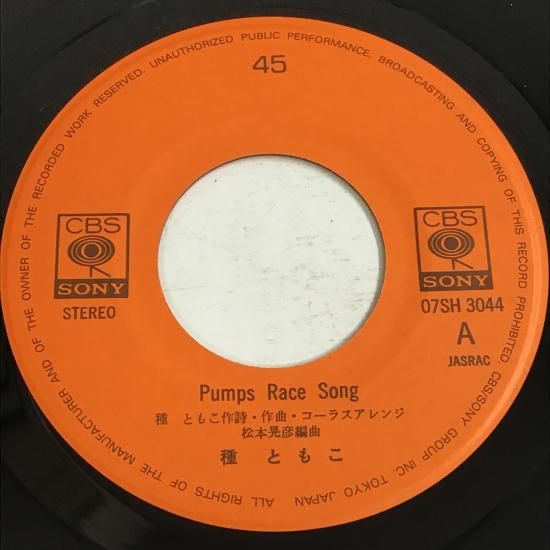 45
CBS
SONY
STEREO
CBS
SONY
07SH 3044
A
JASRAC
Pumps Race Song
種 ともこ作詩・作曲・コーラスアレンジ
松本晃彦編曲
種 ともこ
ALL RIGHTS OF THE MANUFACTURER AND OF THE OWNER OF THE RECORDED WORK RESERVED. UNAUTHORIZED PUBLIC PERFORMANCE, BROADCASTING AND COPYING OF THIS RECORD PROHIBITED. CBS/SONY GROUP INC. TOKYO JAPAN